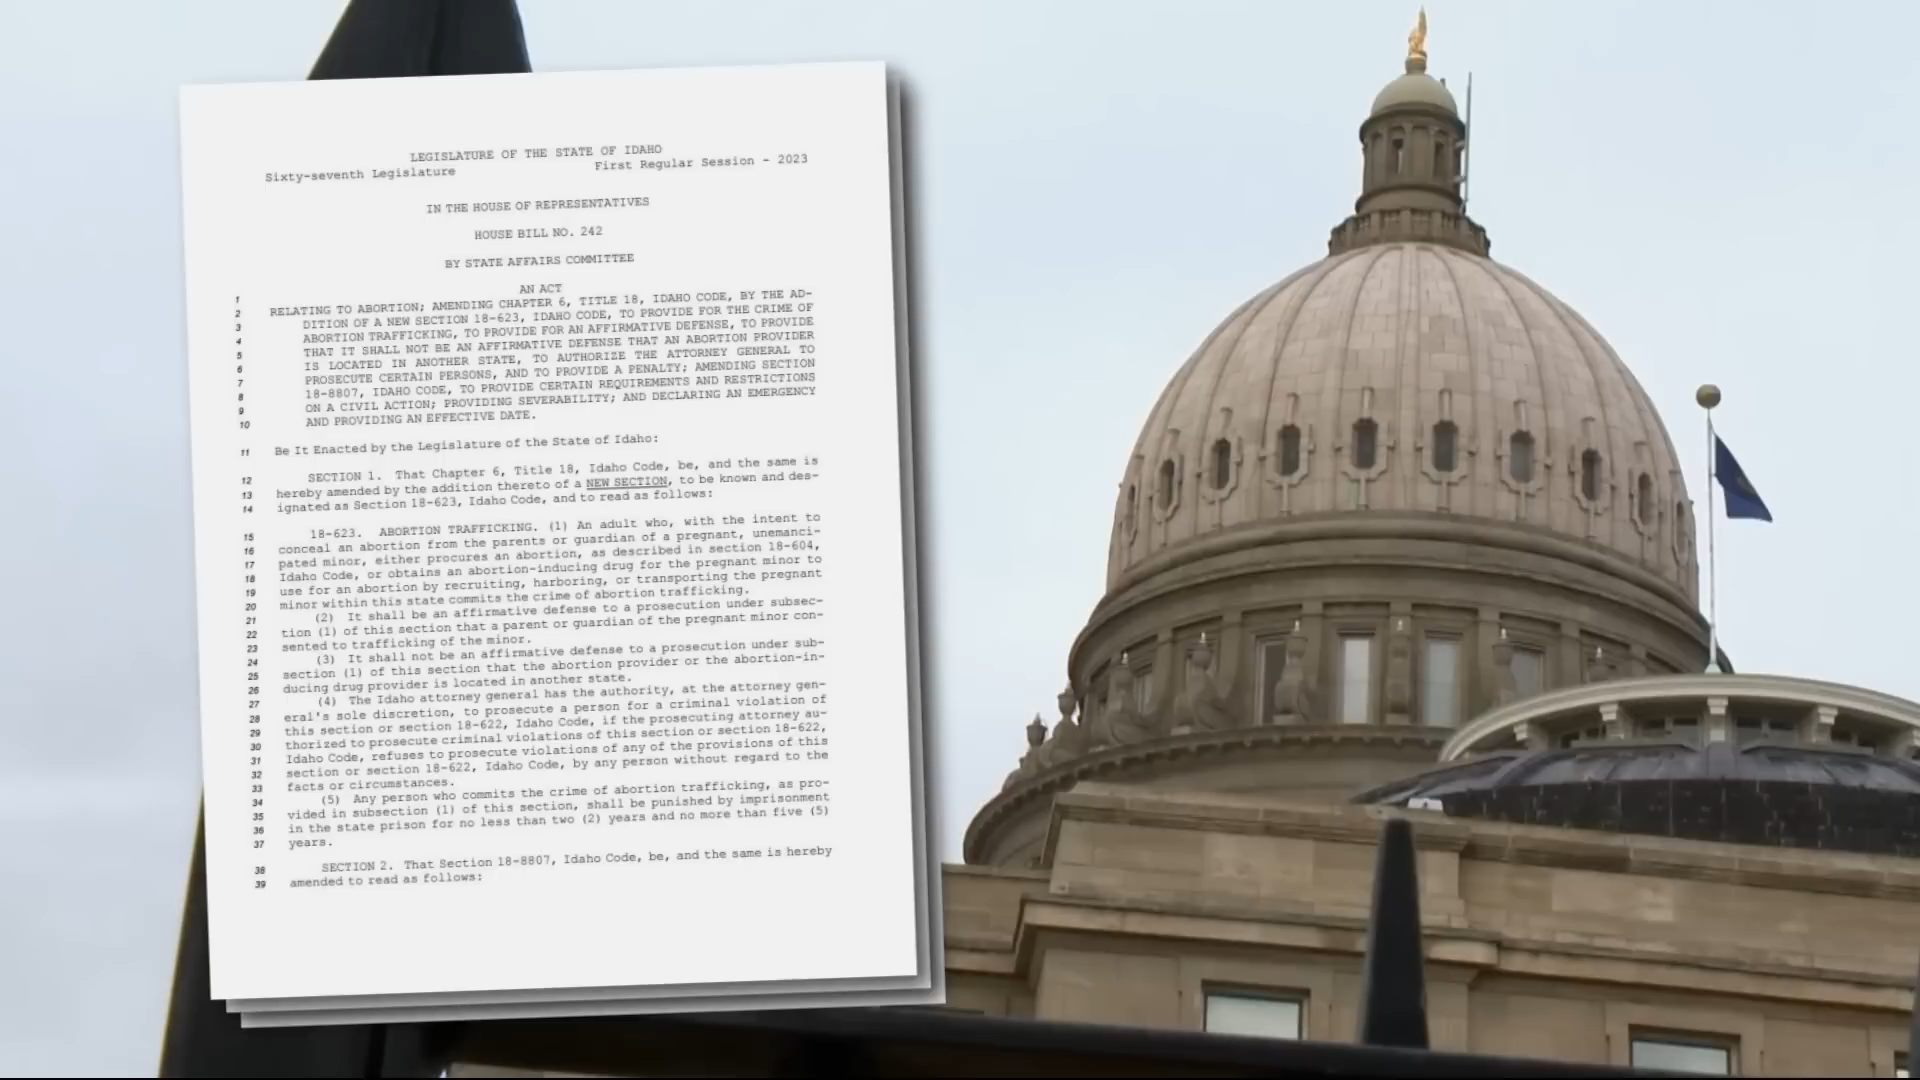 LEGISLATURE OF THE STATE OF IDAHO
Sixty-seventh Legislature First Regular Session - 2023
IN THE HOUSE OF REPRESENTATIVES
HOUSE BILL NO. 242
BY STATE AFFAIRS COMMITTEE
1 AN ACT
2 RELATING TO ABORTION; AMENDING CHAPTER 6, TITLE 18, IDAHO CODE, BY THE AD-
3 DITION OF A NEW SECTION 18-623, IDAHO CODE, TO PROVIDE FOR THE CRIME OF
4 ABORTION TRAFFICKING, TO PROVIDE FOR AN AFFIRMATIVE DEFENSE, TO PROVIDE
5 THAT IT SHALL NOT BE AN AFFIRMATIVE DEFENSE THAT AN ABORTION PROVIDER
6 IS LOCATED IN ANOTHER STATE, TO AUTHORIZE THE ATTORNEY GENERAL TO
7 PROSECUTE CERTAIN PERSONS, AND TO PROVIDE A PENALTY; AMENDING SECTION
8 18-8807, IDAHO CODE, TO PROVIDE CERTAIN REQUIREMENTS AND RESTRICTIONS
9 ON A CIVIL ACTION; PROVIDING SEVERABILITY; AND DECLARING AN EMERGENCY
10 AND PROVIDING AN EFFECTIVE DATE.
11 Be It Enacted by the Legislature of the State of Idaho:
12 SECTION 1. That Chapter 6, Title 18, Idaho Code, be, and the same is
13 hereby amended by the addition thereto of a NEW SECTION, to be known and des-
14 ignated as Section 18-623, Idaho Code, and to read as follows:
15 18-623. ABORTION TRAFFICKING. (1) An adult who, with the intent to
16 conceal an abortion from the parents or guardian of a pregnant, unemanci-
17 pated minor, either procures an abortion, as described in section 18-604,
18 Idaho Code, or obtains an abortion-inducing drug for the pregnant minor to
19 use for an abortion by recruiting, harboring, or transporting the pregnant
20 minor within this state commits the crime of abortion trafficking.
21 (2) It shall be an affirmative defense to a prosecution under subsec-
22 tion (1) of this section that a parent or guardian of the pregnant minor con-
23 sented to trafficking of the minor.
24 (3) It shall not be an affirmative defense to a prosecution under sub-
25 section (1) of this section that the abortion provider or the abortion-in-
26 ducing drug provider is located in another state.
27 (4) The Idaho attorney general has the authority, at the attorney gen-
28 eral's sole discretion, to prosecute a person for a criminal violation of
29 this section or section 18-622, Idaho Code, if the prosecuting attorney au-
30 thorized to prosecute criminal violations of this section or section 18-622,
31 Idaho Code, refuses to prosecute violations of any of the provisions of this
32 section or section 18-622, Idaho Code, by any person without regard to the
33 facts or circumstances.
34 (5) Any person who commits the crime of abortion trafficking, as pro-
35 vided in subsection (1) of this section, shall be punished by imprisonment
36 in the state prison for no less than two (2) years and no more than five (5)
37 years.
38 SECTION 2. That Section 18-8807, Idaho Code, be, and the same is hereby
39 amended to read as follows: